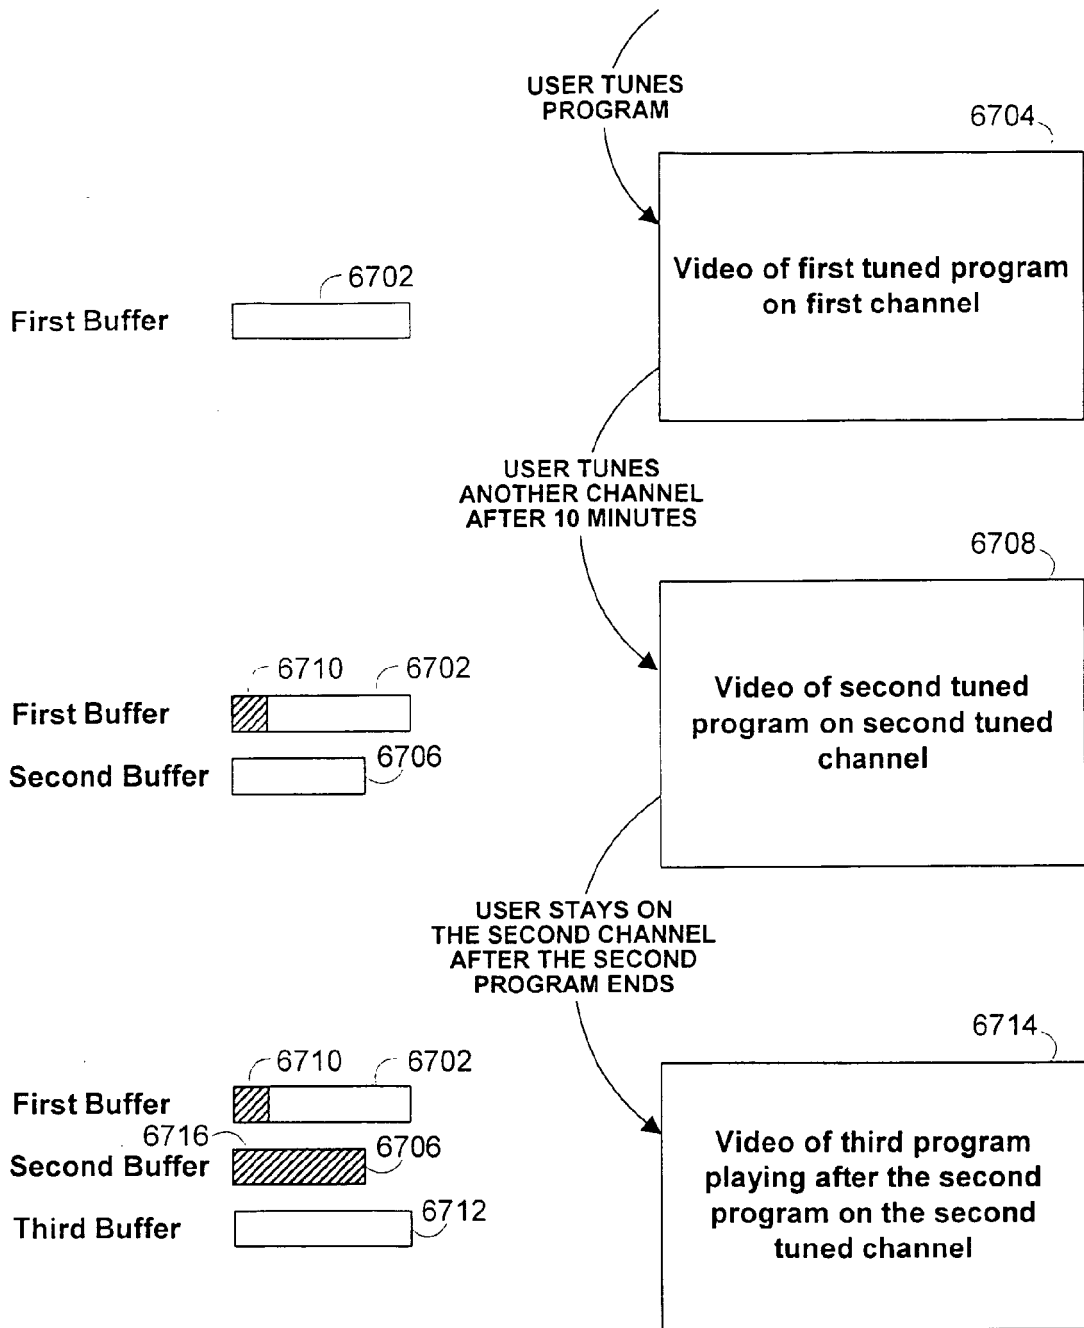 USER TUNES
PROGRAM
6704
Video of first tuned program
on first channel
6702
First Buffer
USER TUNES
ANOTHER CHANNEL
AFTER 10 MINUTES
6708
Video of second tuned
program on second tuned
channel
6710 6702
First Buffer
Second Buffer 6706
USER STAYS ON
THE SECOND CHANNEL
AFTER THE SECOND
PROGRAM ENDS
6714
Video of third program
playing after the second
program on the second
tuned channel
6710 6702
First Buffer
6716
Second Buffer 6706
Third Buffer 6712